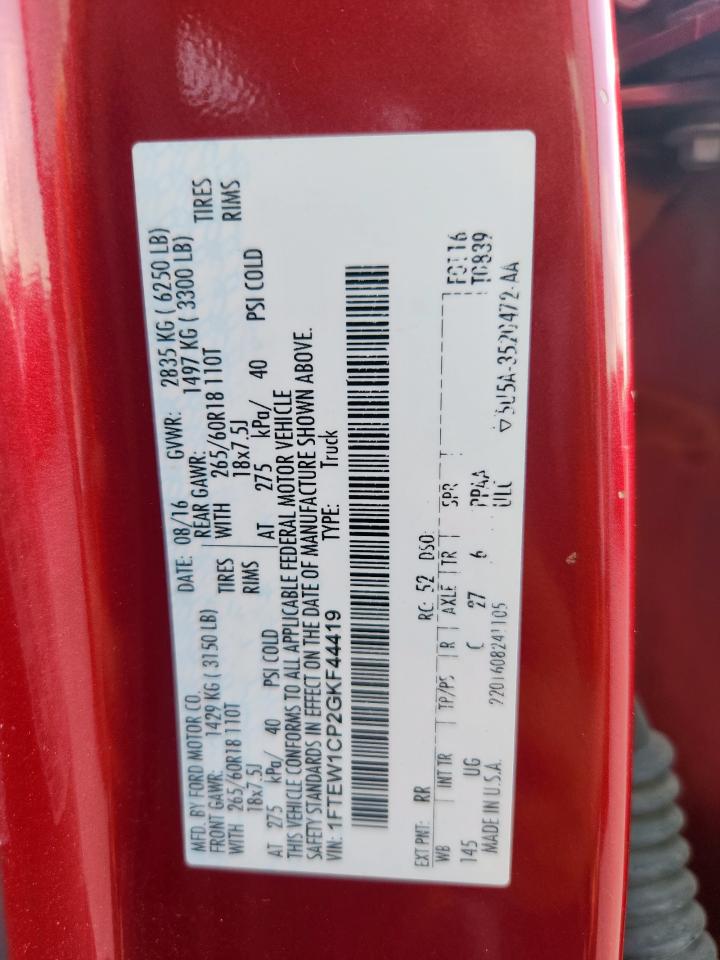 MFD. BY FORD MOTOR CO.
DATE: 08/16 GVWR: 2835 KG ( 6250 LB)
FRONT GAWR: 1429 KG ( 3150 LB) REAR GAWR: 1497 KG ( 3300 LB)
WITH 265/60R18 110T TIRES WITH 265/60R18 110T TIRES
18x7.5J RIMS 18x7.5J RIMS
AT 275 kPa/ 40 PSI COLD AT 275 kPa/ 40 PSI COLD
THIS VEHICLE CONFORMS TO ALL APPLICABLE FEDERAL MOTOR VEHICLE
SAFETY STANDARDS IN EFFECT ON THE DATE OF MANUFACTURE SHOWN ABOVE.
VIN: 1FTEW1CP2GKF44419 TYPE: Truck
EXT PNT: RR RC: 52 DSO:
WB INT TR TP/PS R AXLE TR SPR
145 UG C 27 6 PP4A
MADE IN U.S.A. 2201608241105
T0839